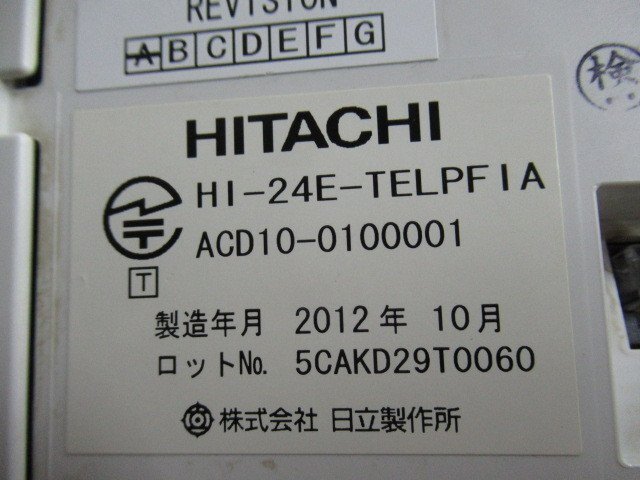 REVISION
A B C D E F G
検
HITACHI
HI-24E-TELPFIA
ACD10-0100001
T
製造年月 2012年 10月
ロットNo. 5CAKD29T0060
株式会社 日立製作所